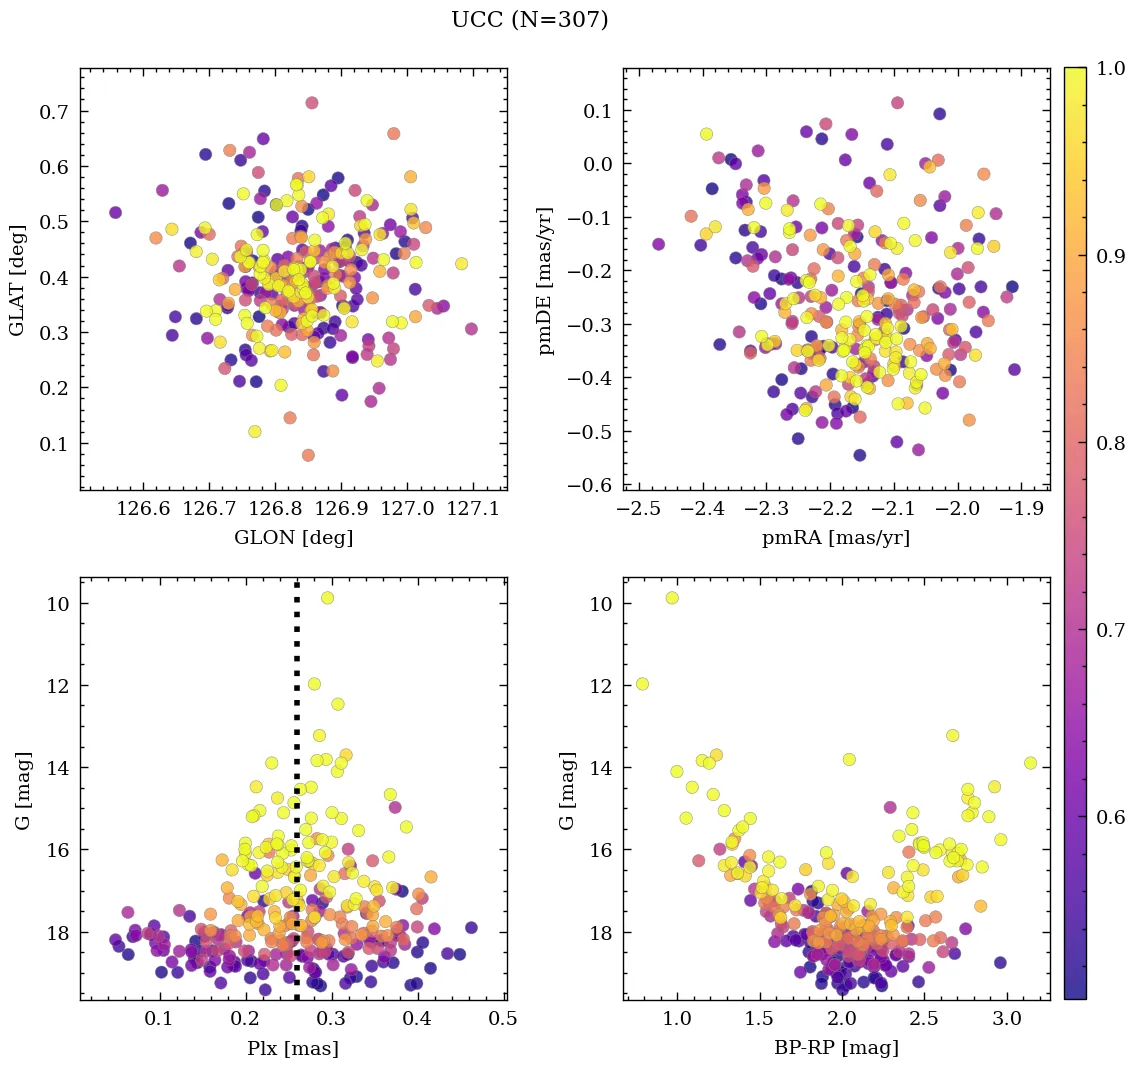 UCC (N=307)
0.7
0.6
0.5
0.4
0.3
0.2
0.1
GLAT [deg]
126.6 126.7 126.8 126.9 127.0 127.1
GLON [deg]
0.1
0.0
−0.1
−0.2
−0.3
−0.4
−0.5
−0.6
pmDE [mas/yr]
−2.5 −2.4 −2.3 −2.2 −2.1 −2.0 −1.9
pmRA [mas/yr]
1.0
0.9
0.8
0.7
0.6
10
12
14
16
18
G [mag]
0.1 0.2 0.3 0.4 0.5
Plx [mas]
10
12
14
16
18
G [mag]
1.0 1.5 2.0 2.5 3.0
BP-RP [mag]